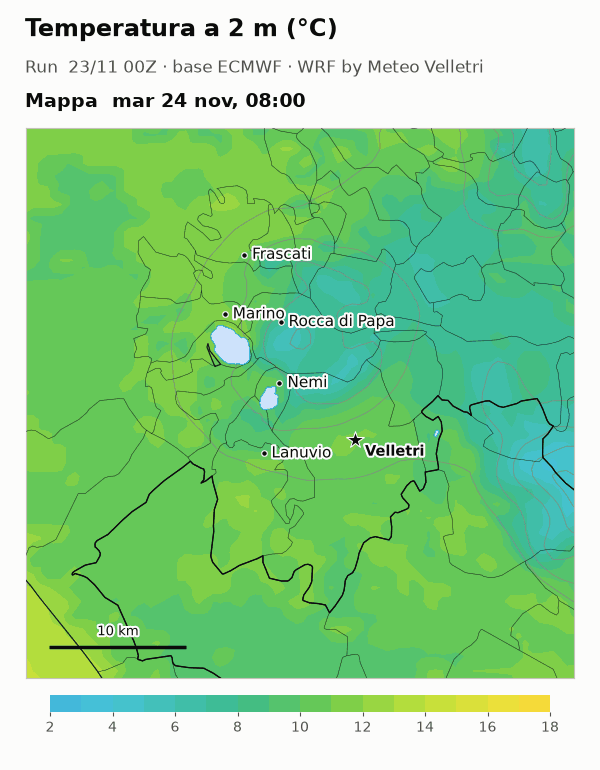 Temperatura a 2 m (°C)
Run  23/11 00Z · base ECMWF · WRF by Meteo Velletri
Mappa  mar 24 nov, 08:00
Frascati
Marino
Rocca di Papa
Nemi
Velletri
Lanuvio
10 km
2 4 6 8 10 12 14 16 18